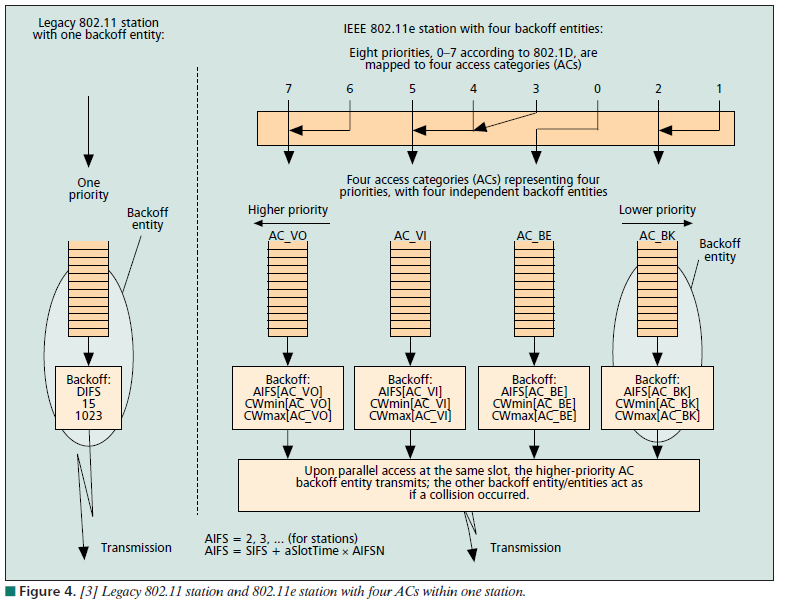 Legacy 802.11 station
with one backoff entity:
IEEE 802.11e station with four backoff entities:
Eight priorities, 0–7 according to 802.1D, are
mapped to four access categories (ACs)
7 6 5 4 3 0 2 1
One
priority
Backoff
entity
Four access categories (ACs) representing four
priorities, with four independent backoff entities
Higher priority
Lower priority
AC_VO AC_VI AC_BE AC_BK
Backoff
entity
Backoff:
DIFS
15
1023
Backoff:
AIFS[AC_VO]
CWmin[AC_VO]
CWmax[AC_VO]
Backoff:
AIFS[AC_VI]
CWmin[AC_VI]
CWmax[AC_VI]
Backoff:
AIFS[AC_BE]
CWmin[AC_BE]
CWmax[AC_BE]
Backoff:
AIFS[AC_BK]
CWmin[AC_BK]
CWmax[AC_BK]
Upon parallel access at the same slot, the higher-priority AC
backoff entity transmits; the other backoff entity/entities act as
if a collision occurred.
Transmission
AIFS = 2, 3, ... (for stations)
AIFS = SIFS + aSlotTime × AIFSN
Transmission
Figure 4. [3] Legacy 802.11 station and 802.11e station with four ACs within one station.